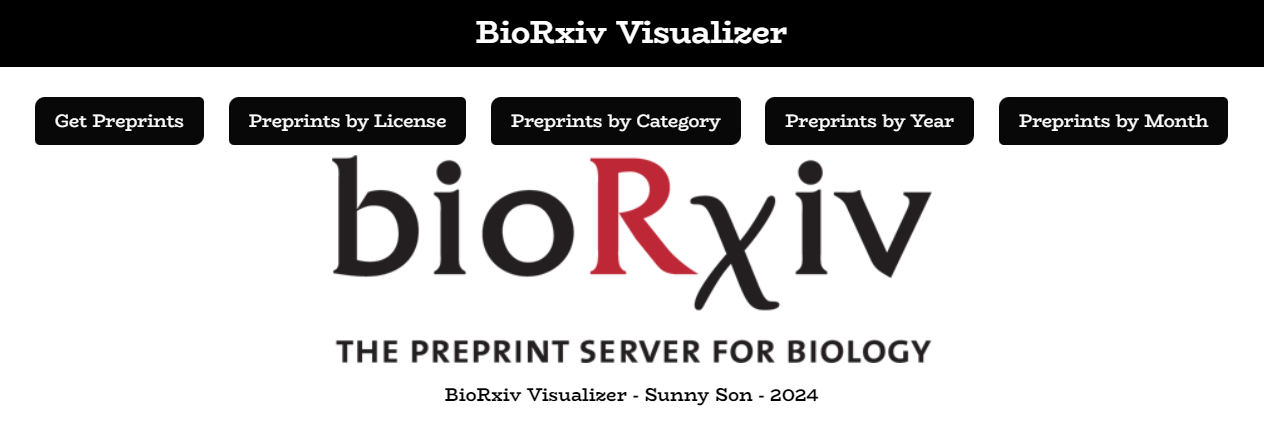 BioRxiv Visualizer
Get Preprints Preprints by License Preprints by Category Preprints by Year Preprints by Month
bioRxiv
THE PREPRINT SERVER FOR BIOLOGY
BioRxiv Visualizer - Sunny Son - 2024